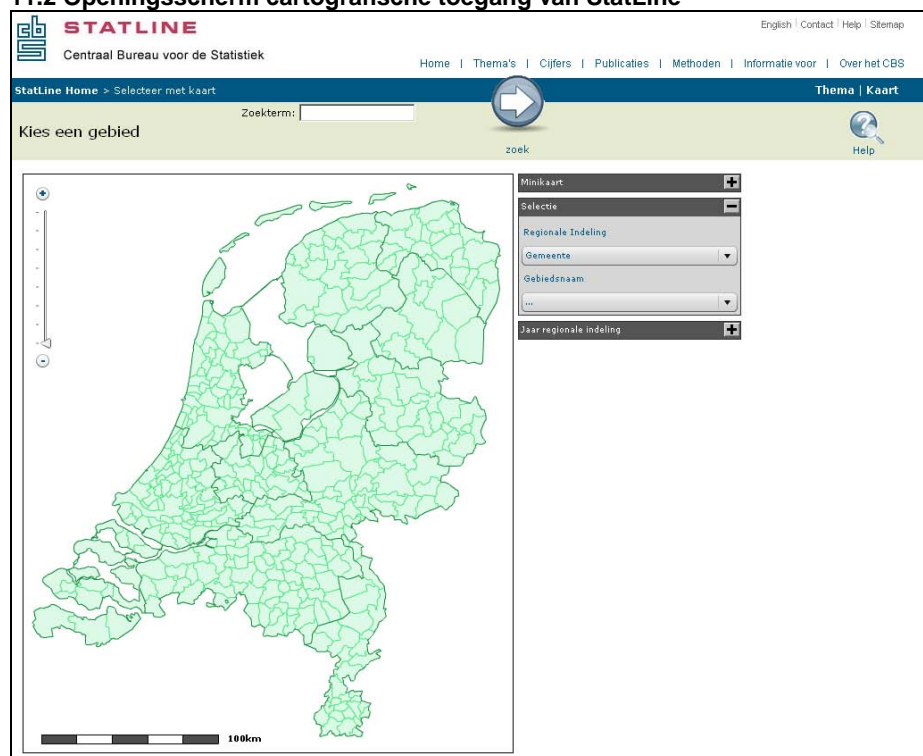 11.2 Openingsscherm cartografische toegang van StatLine
STATLINE
English | Contact | Help | Sitemap
Centraal Bureau voor de Statistiek
Home | Thema's | Cijfers | Publicaties | Methoden | Informatie voor | Over het CBS
StatLine Home > Selecteer met kaart
Thema | Kaart
Zoekterm:
Kies een gebied
zoek
Help
Minikaart
Selectie
Regionale Indeling
Gemeente
Gebiedsnaam
...
Jaar regionale indeling
100km